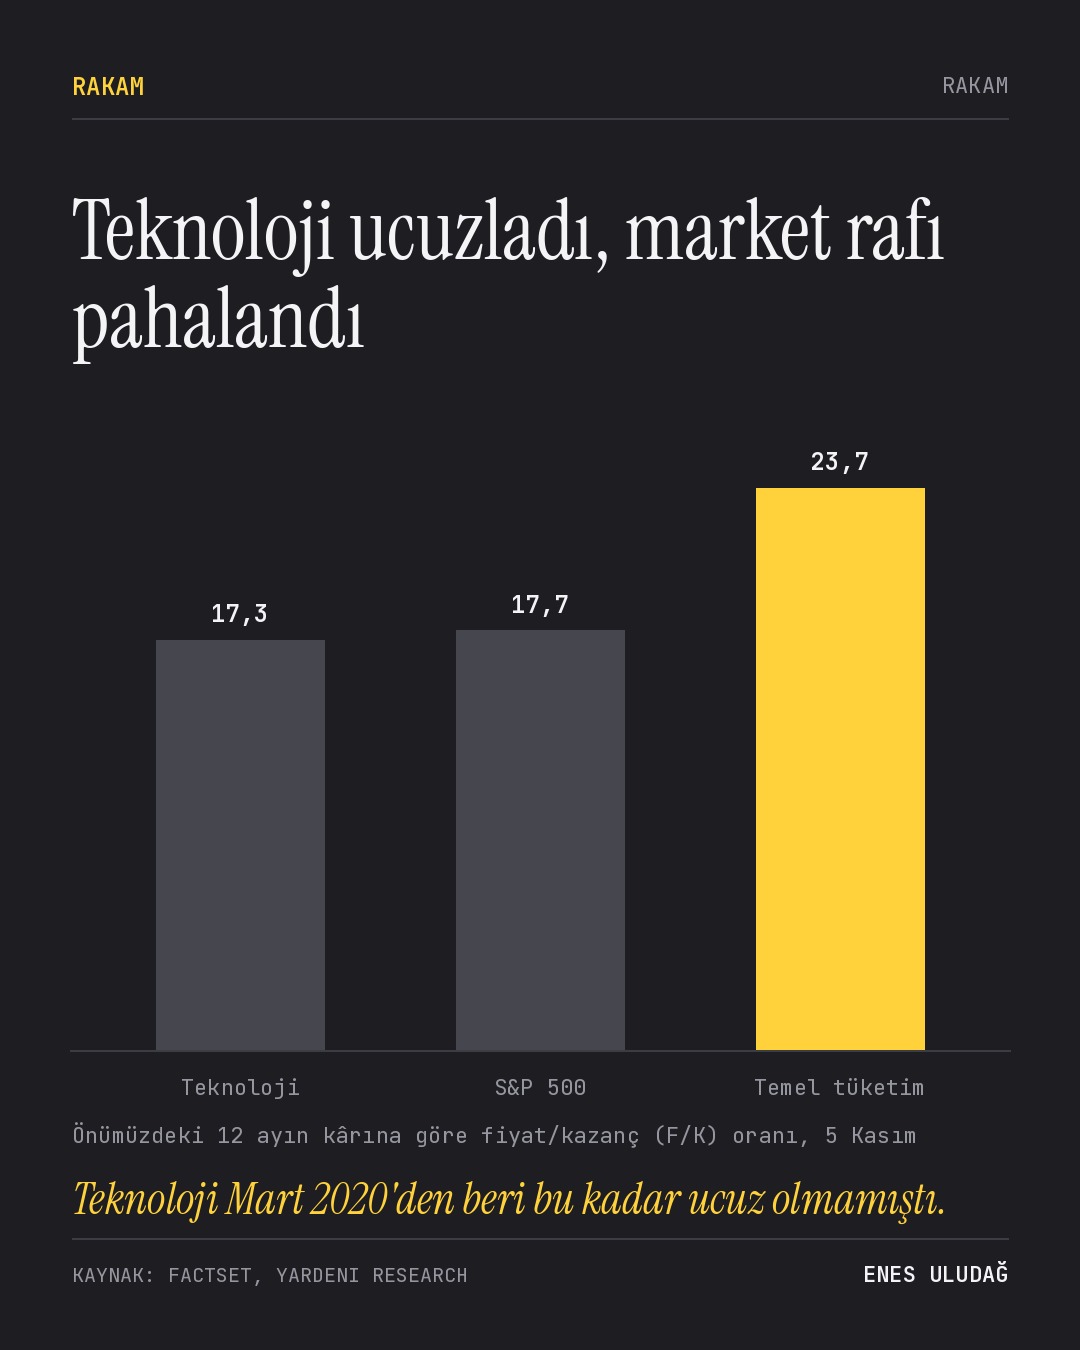 RAKAM
RAKAM
Teknoloji ucuzladı, market rafı
pahalandı
23,7
17,7
17,3
Teknoloji
S&P 500
Temel tüketim
Önümüzdeki 12 ayın kârına göre fiyat/kazanç (F/K) oranı, 5 Kasım
Teknoloji Mart 2020'den beri bu kadar ucuz olmamıştı.
KAYNAK: FACTSET, YARDENI RESEARCH
ENES ULUDAĞ